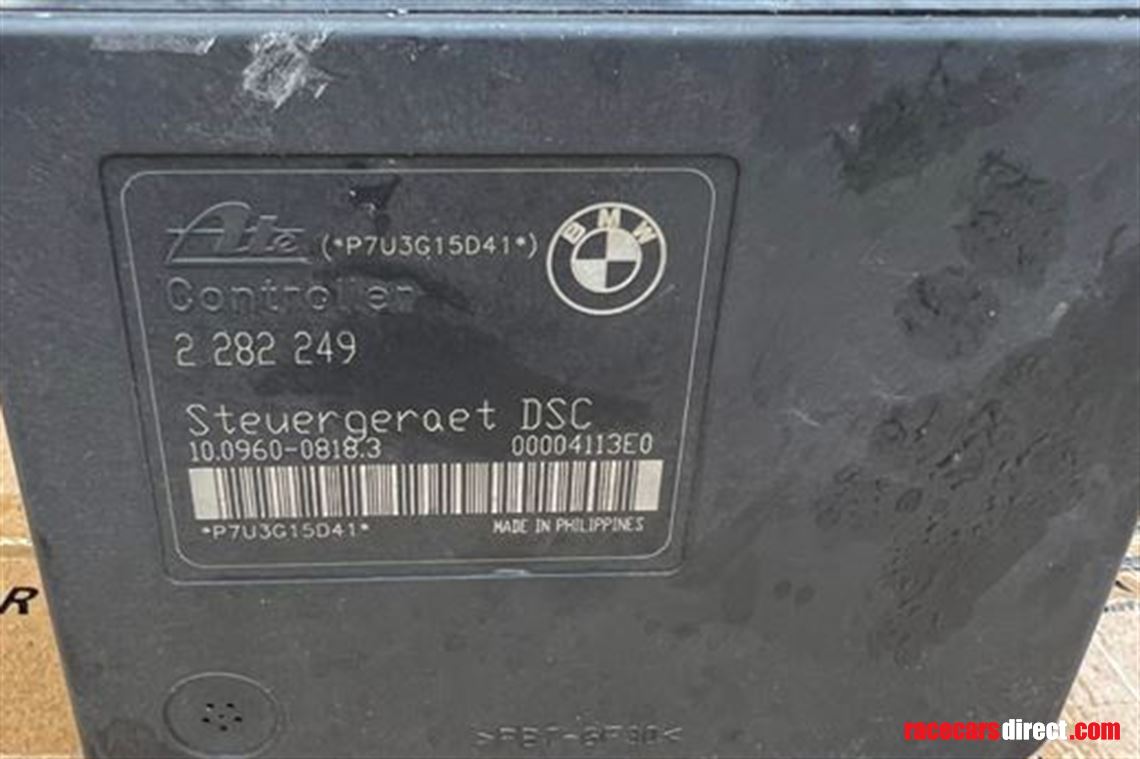 Ate (*P7U3G15D41*)
BMW
Controller
2 282 249
Steuergeraet DSC
10.0960-0818.3 00004113E0
*P7U3G15D41*
MADE IN PHILIPPINES
R
racecarsdirect.com